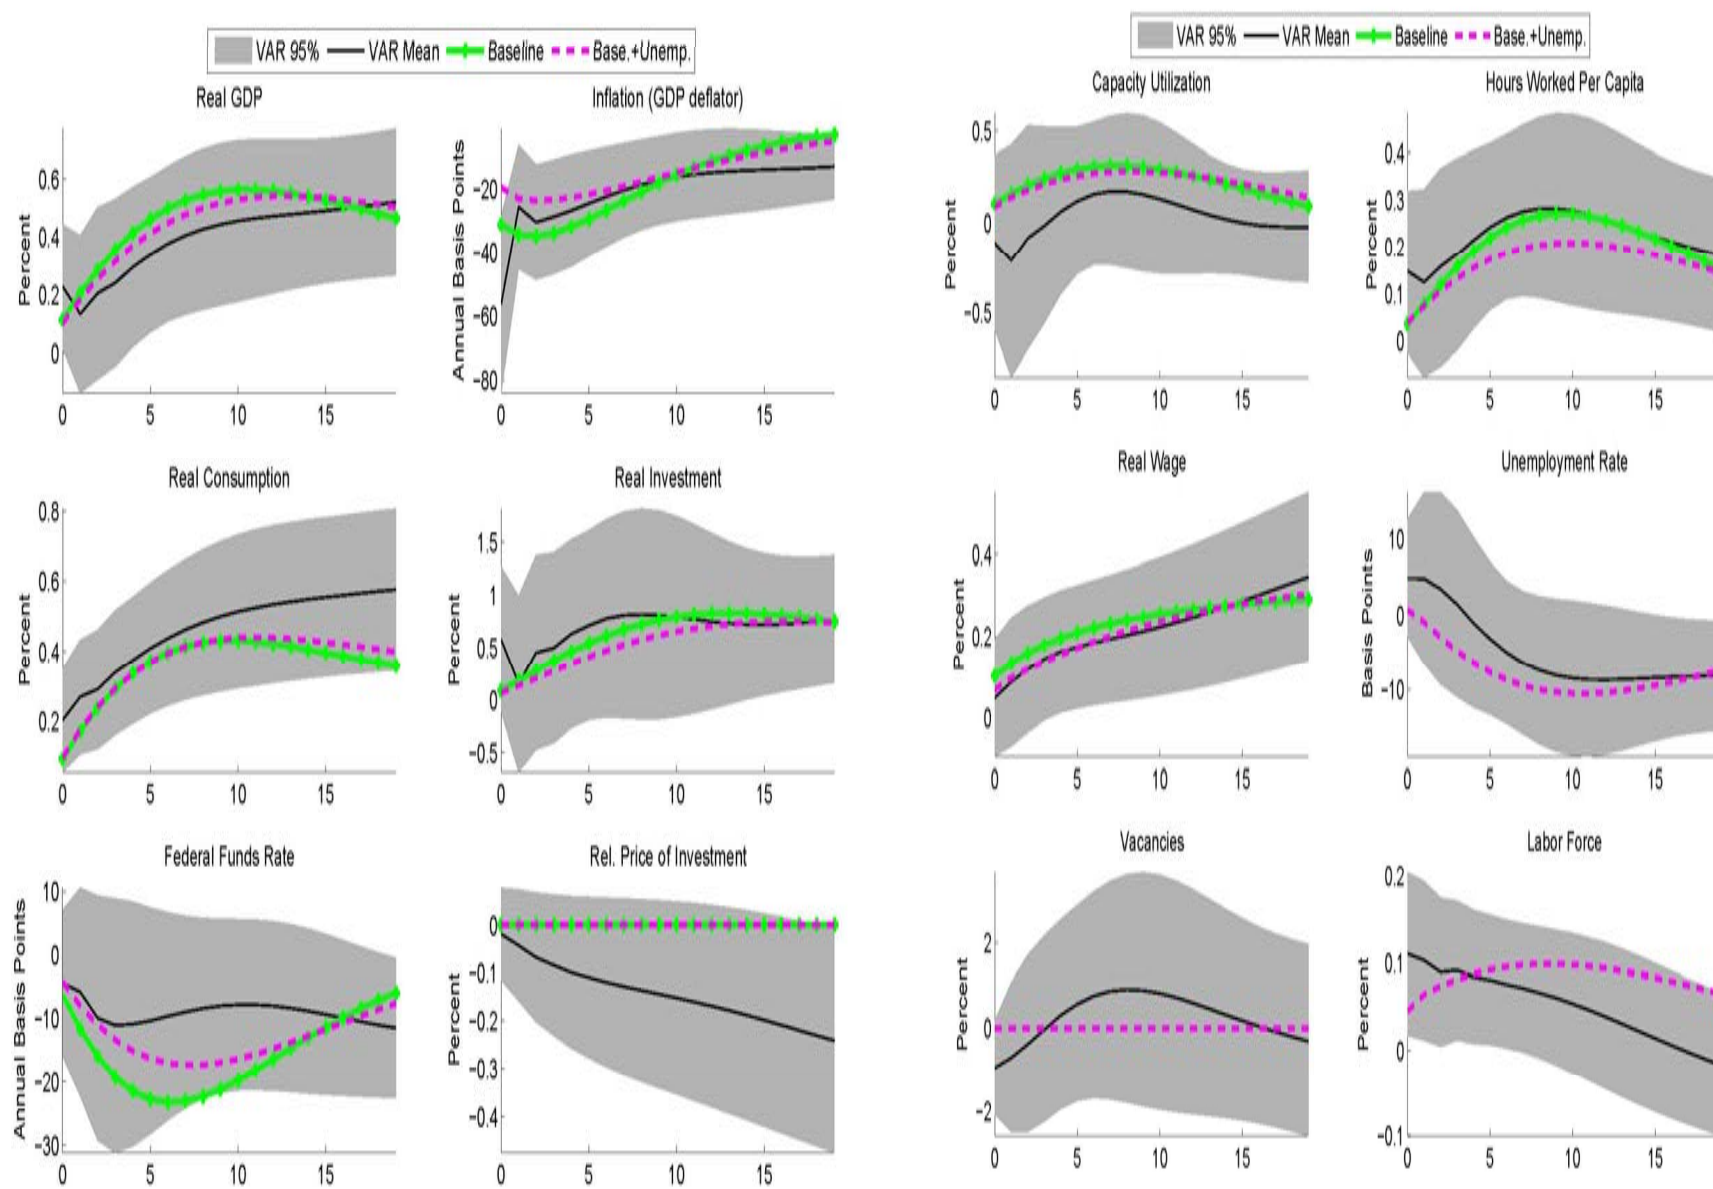 VAR 95% VAR Mean Baseline Base.+Unemp.
VAR 95% VAR Mean Baseline Base.+Unemp.
Real GDP
Percent
0.6
0.4
0.2
0
0 5 10 15
Inflation (GDP deflator)
Annual Basis Points
−20
−40
−60
−80
0 5 10 15
Capacity Utilization
Percent
0.5
0
−0.5
0 5 10 15
Hours Worked Per Capita
Percent
0.4
0.3
0.2
0.1
0
0 5 10 15
Real Consumption
Percent
0.8
0.6
0.4
0.2
0 5 10 15
Real Investment
Percent
1.5
1
0.5
0
−0.5
0 5 10 15
Real Wage
Percent
0.4
0.2
0
0 5 10 15
Unemployment Rate
Basis Points
10
0
−10
0 5 10 15
Federal Funds Rate
Annual Basis Points
10
0
−10
−20
−30
0 5 10 15
Rel. Price of Investment
Percent
0
−0.1
−0.2
−0.3
−0.4
0 5 10 15
Vacancies
Percent
2
0
−2
0 5 10 15
Labor Force
Percent
0.2
0.1
0
−0.1
0 5 10 15